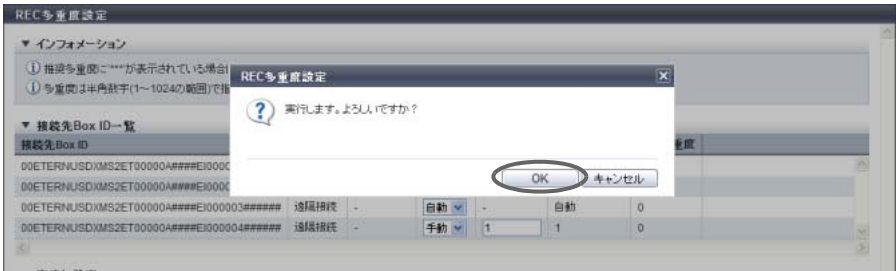 REC多重度設定
▼ インフォメーション
推奨多重度に"***"が表示されている場合
多重度は半角数字(1～1024の範囲)で指
REC多重度設定
実行します。よろしいですか？
OK キャンセル
▼ 接続先Box ID一覧
接続先Box ID 重度
00ETERNUSDXMS2ET00000A####EI0000
00ETERNUSDXMS2ET00000A####EI0000
00ETERNUSDXMS2ET00000A####EI000003###### 遠隔接続 - 自動 - 自動 0
00ETERNUSDXMS2ET00000A####EI000004###### 遠隔接続 - 手動 1 1 0